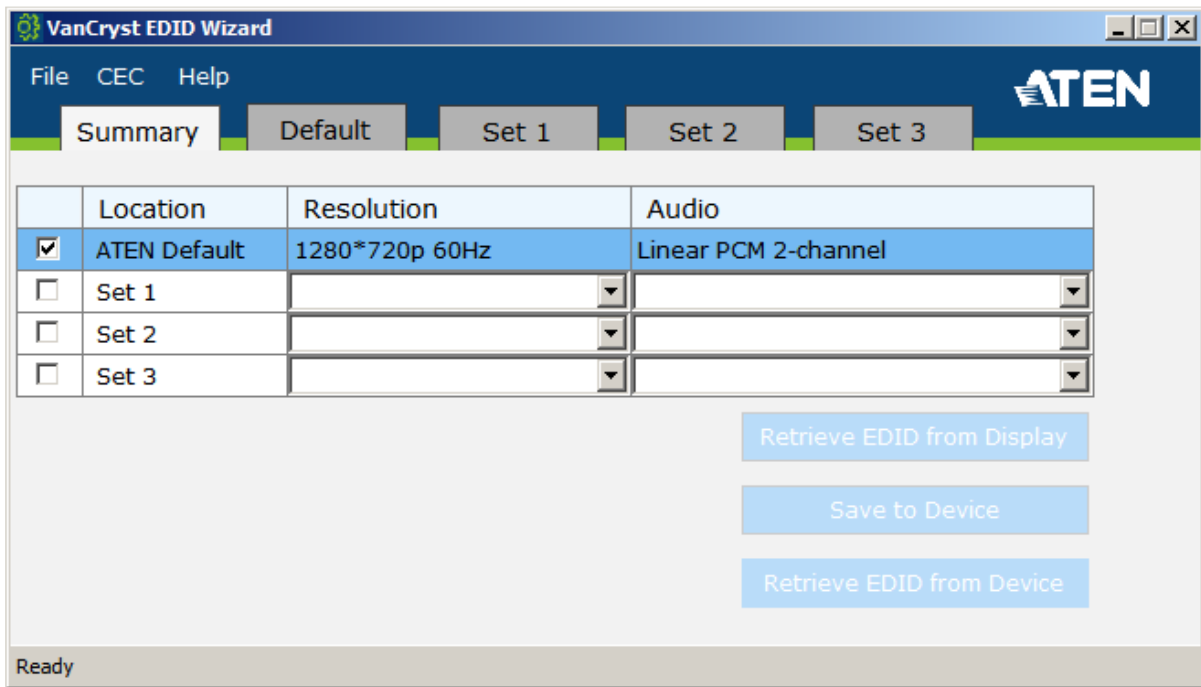 VanCryst EDID Wizard
File CEC Help
ATEN
Summary Default Set 1 Set 2 Set 3
Location Resolution Audio
ATEN Default 1280*720p 60Hz Linear PCM 2-channel
Set 1
Set 2
Set 3
Retrieve EDID from Display
Save to Device
Retrieve EDID from Device
Ready